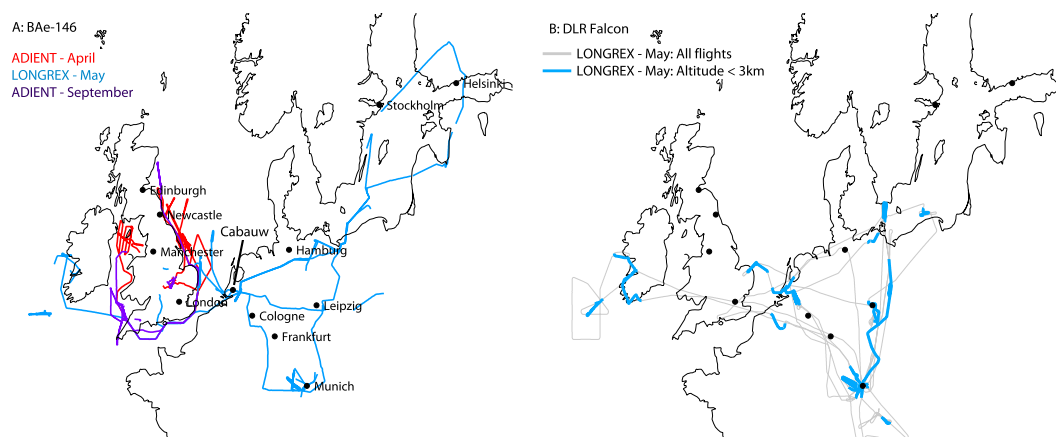 A: BAe-146
ADIENT - April
LONGREX - May
ADIENT - September
Helsinki
Stockholm
Edinburgh
Newcastle
Cabauw
Manchester
Hamburg
London
Leipzig
Cologne
Frankfurt
Munich
B: DLR Falcon
LONGREX - May: All flights
LONGREX - May: Altitude < 3km